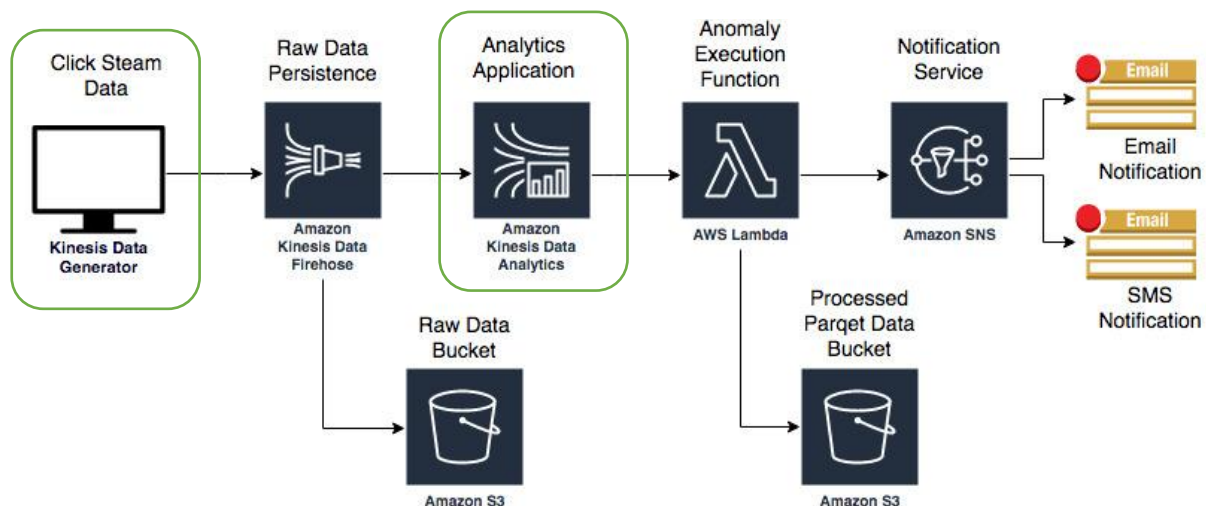 Click Steam
Data
Kinesis Data
Generator
Raw Data
Persistence
Amazon
Kinesis Data
Firehose
Analytics
Application
Amazon
Kinesis Data
Analytics
Anomaly
Execution
Function
AWS Lambda
Notification
Service
Amazon SNS
Email
Email
Notification
Email
SMS
Notification
Raw Data
Bucket
Amazon S3
Processed
Parqet Data
Bucket
Amazon S3